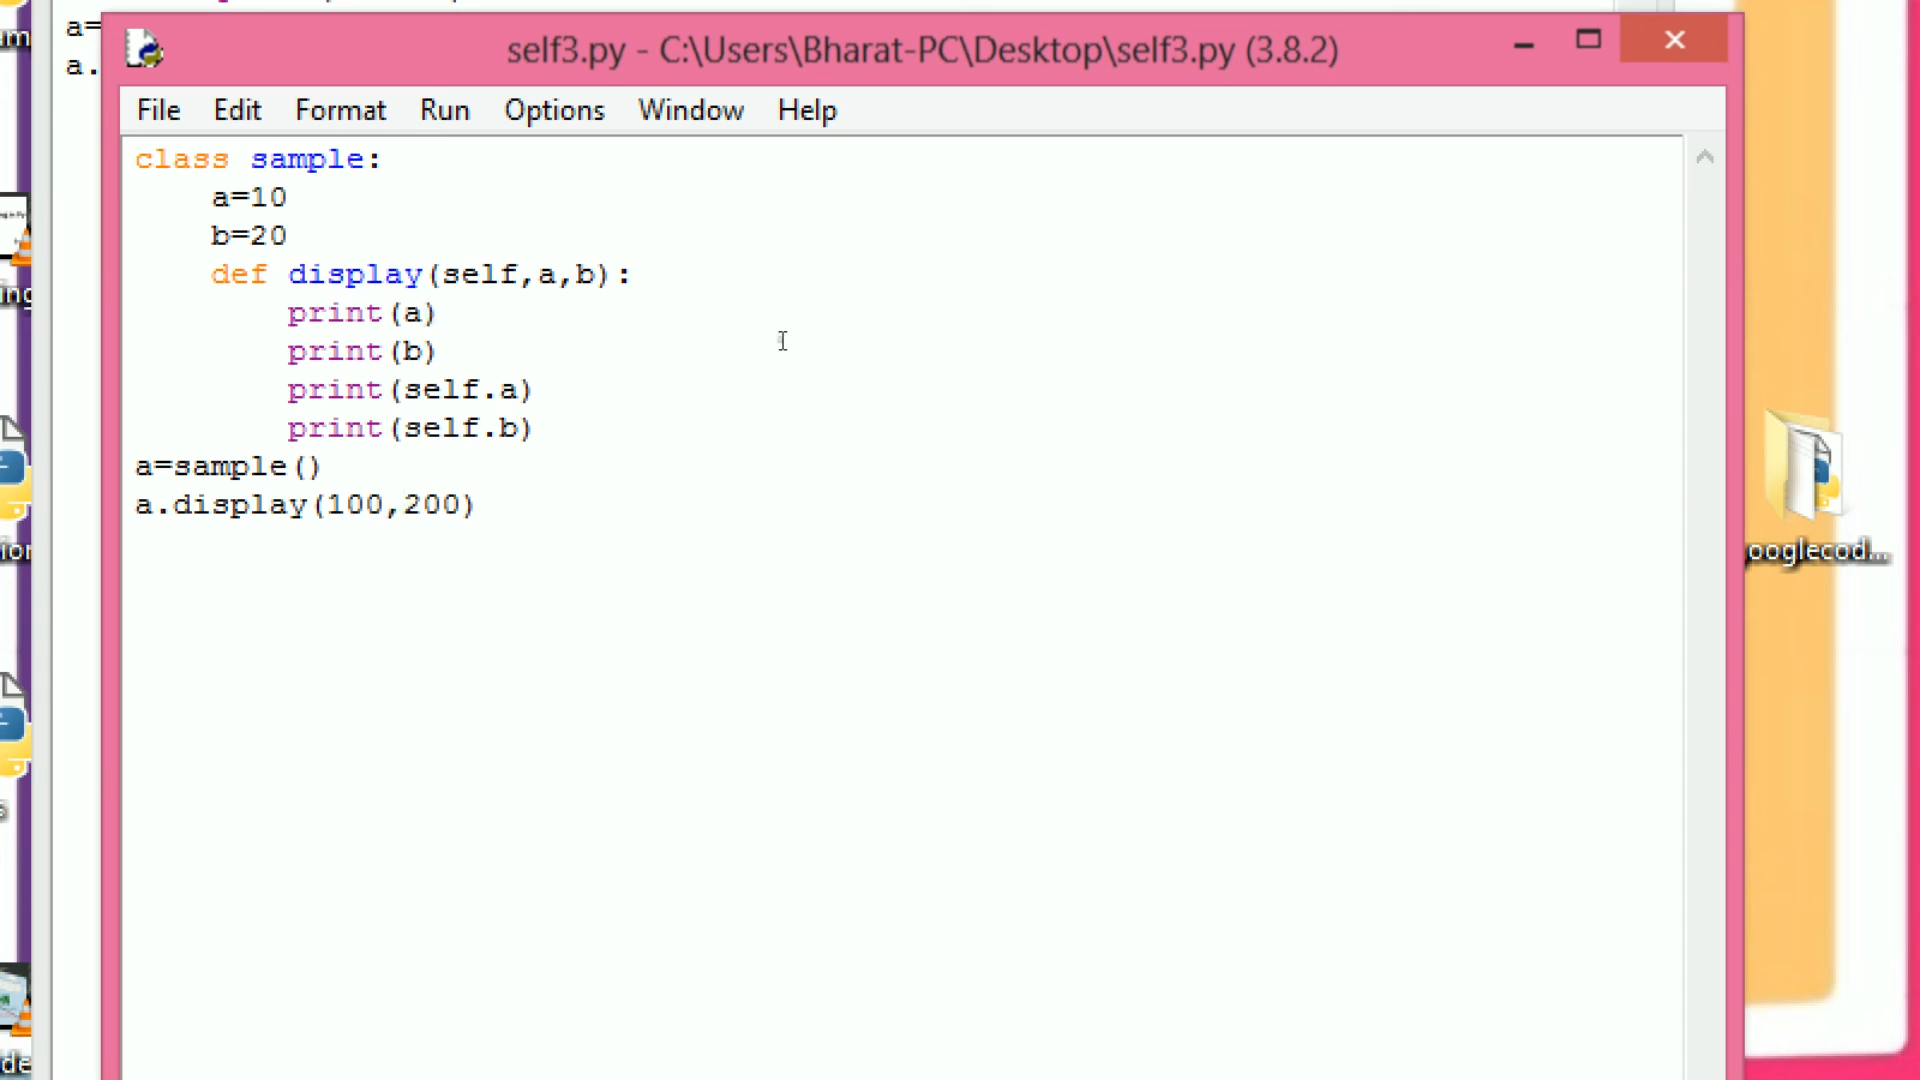 a=
a.
self3.py - C:\Users\Bharat-PC\Desktop\self3.py (3.8.2)
File Edit Format Run Options Window Help
class sample:
    a=10
    b=20
    def display(self,a,b):
        print(a)
        print(b)
        print(self.a)
        print(self.b)
a=sample()
a.display(100,200)
ooglecod...